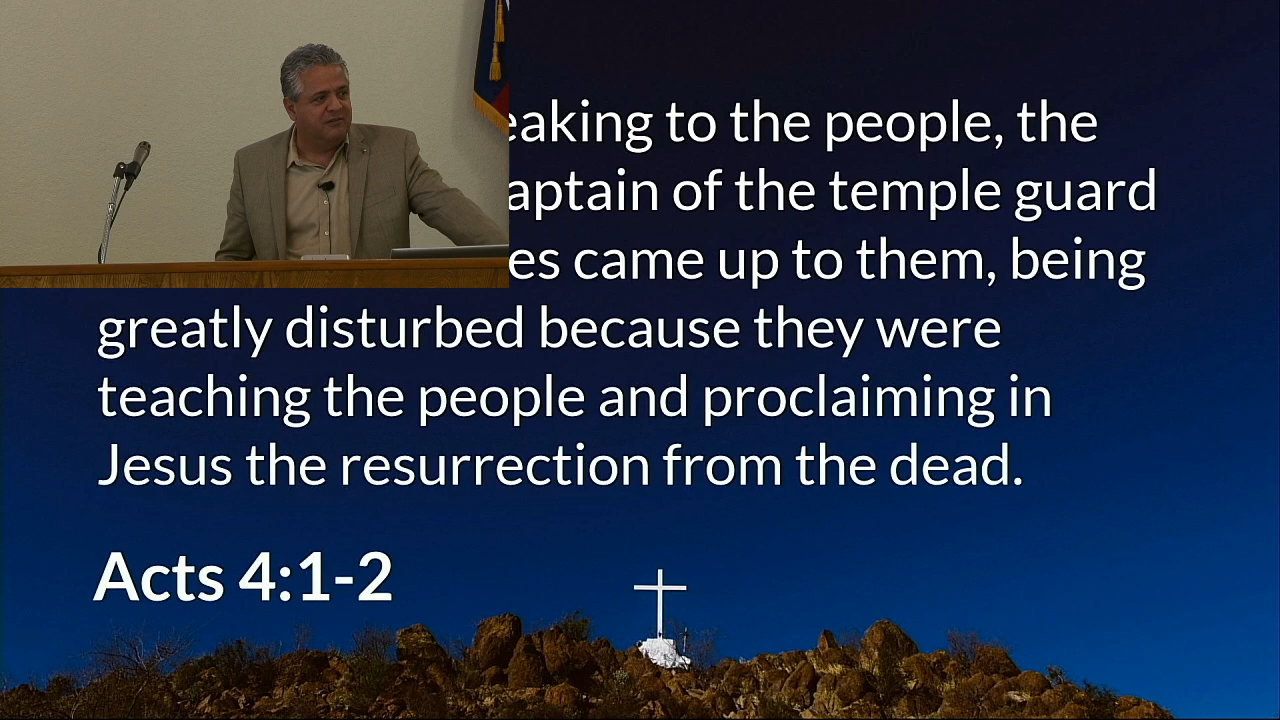 eaking to the people, the
aptain of the temple guard
es came up to them, being
greatly disturbed because they were
teaching the people and proclaiming in
Jesus the resurrection from the dead.
Acts 4:1-2